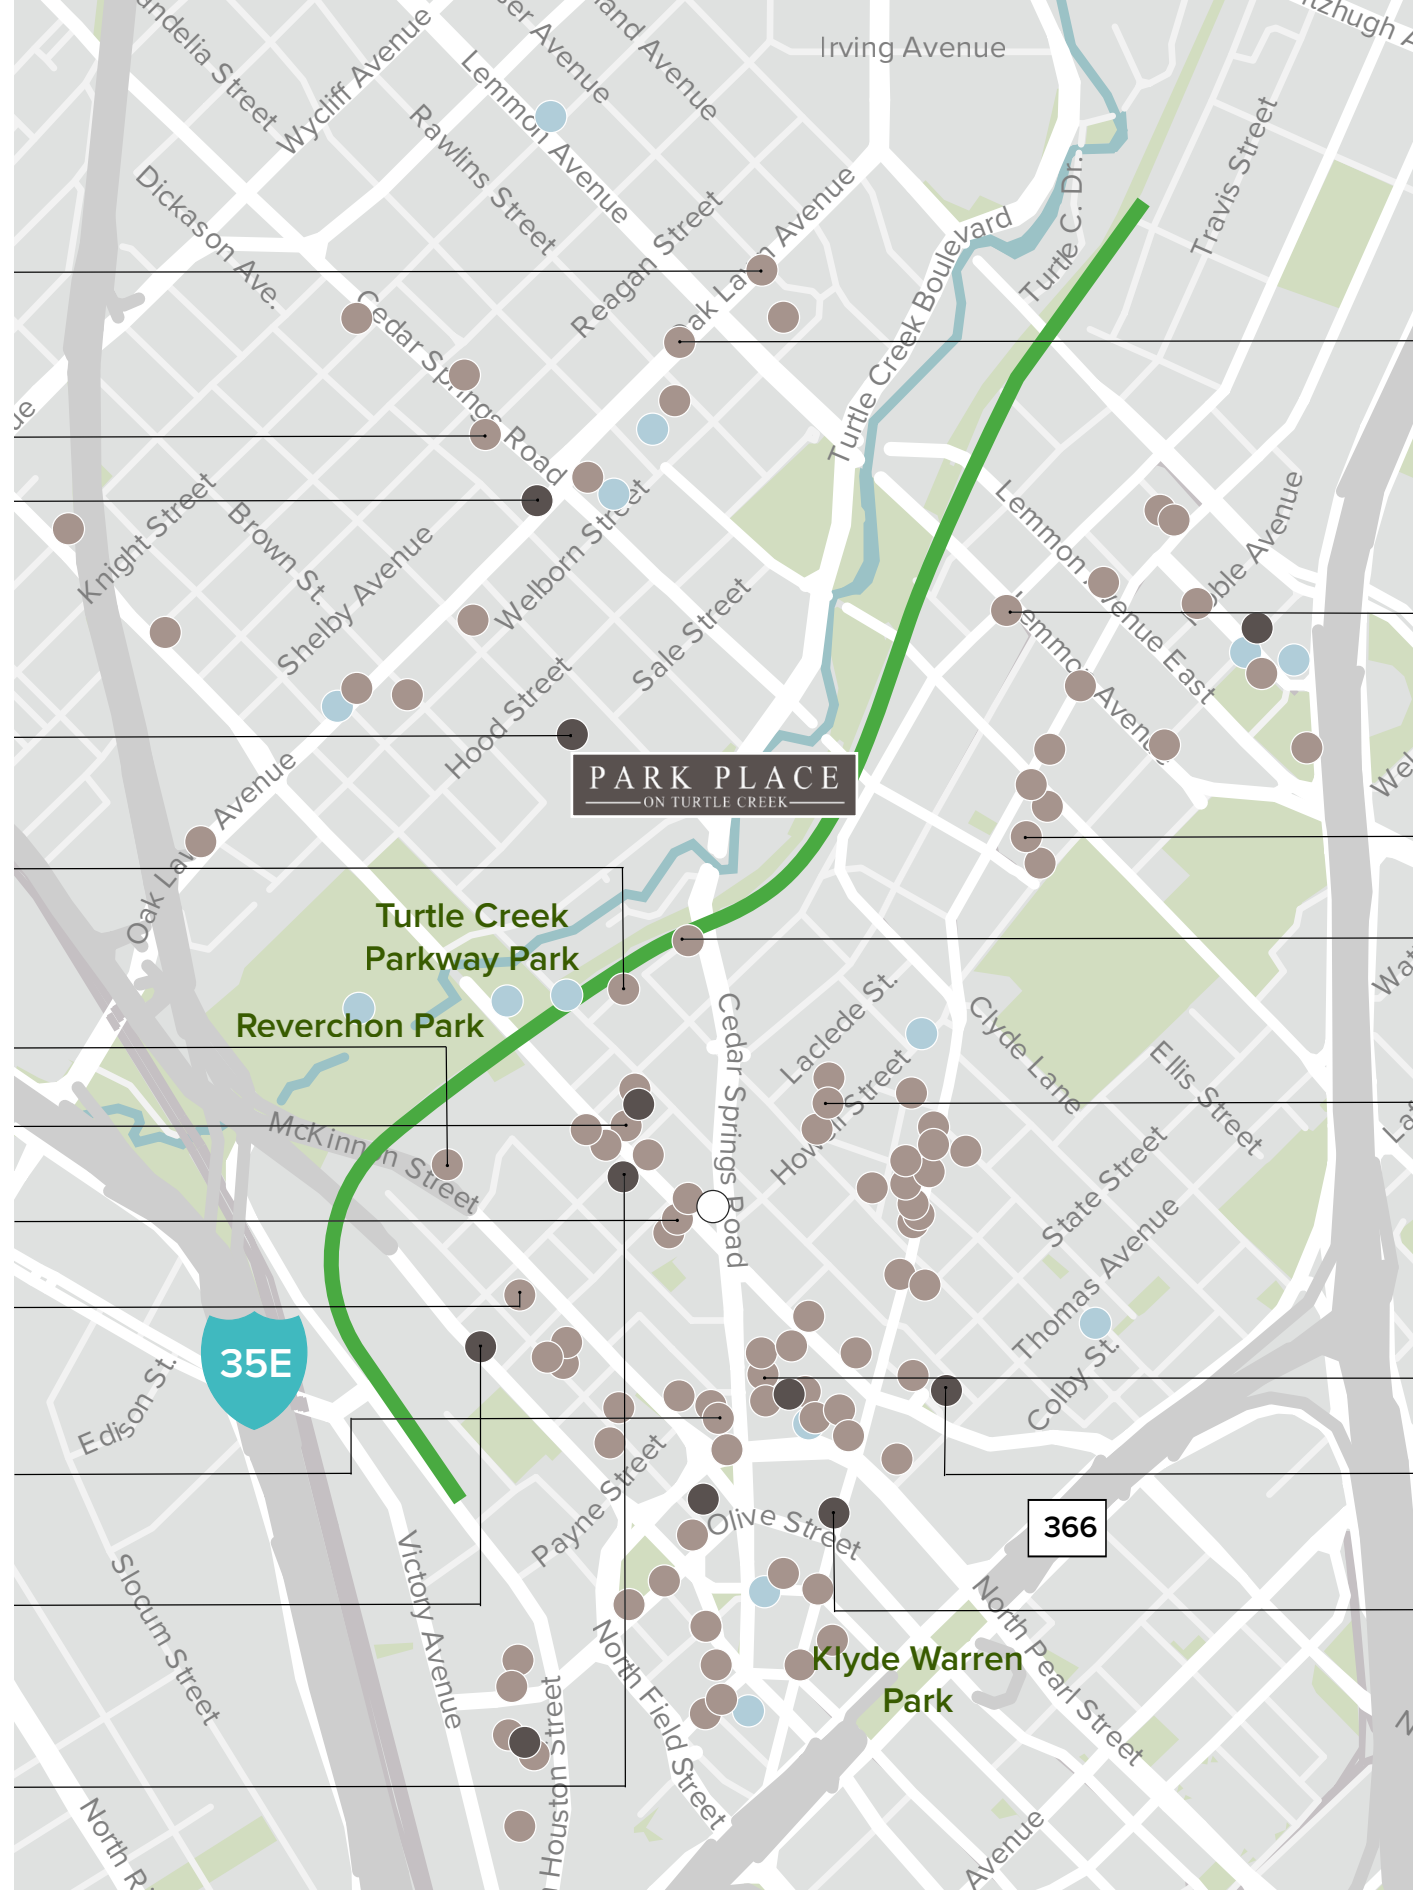 Irving Avenue
Wycliff Avenue
Lemmon Avenue
Rawlins Street
Dickason Ave.
Reagan Street
Travis Street
Turtle C. Dr.
Turtle Creek Boulevard
Cedar Springs Road
Knight Street
Brown St.
Shelby Avenue
Welborn Street
Sale Street
Hood Street
Lemmon Avenue East
Lemmon Avenue
PARK PLACE
ON TURTLE CREEK
Oak Lawn Avenue
Turtle Creek
Parkway Park
Reverchon Park
Cedar Springs Road
Laclede St.
Howell Street
Clyde Lane
Ellis Street
McKinnon Street
State Street
Thomas Avenue
Colby St.
35E
Edison St.
Payne Street
Olive Street
366
Victory Avenue
Slocum Street
North Field Street
Houston Street
Klyde Warren
Park
North Pearl Street
Avenue
North